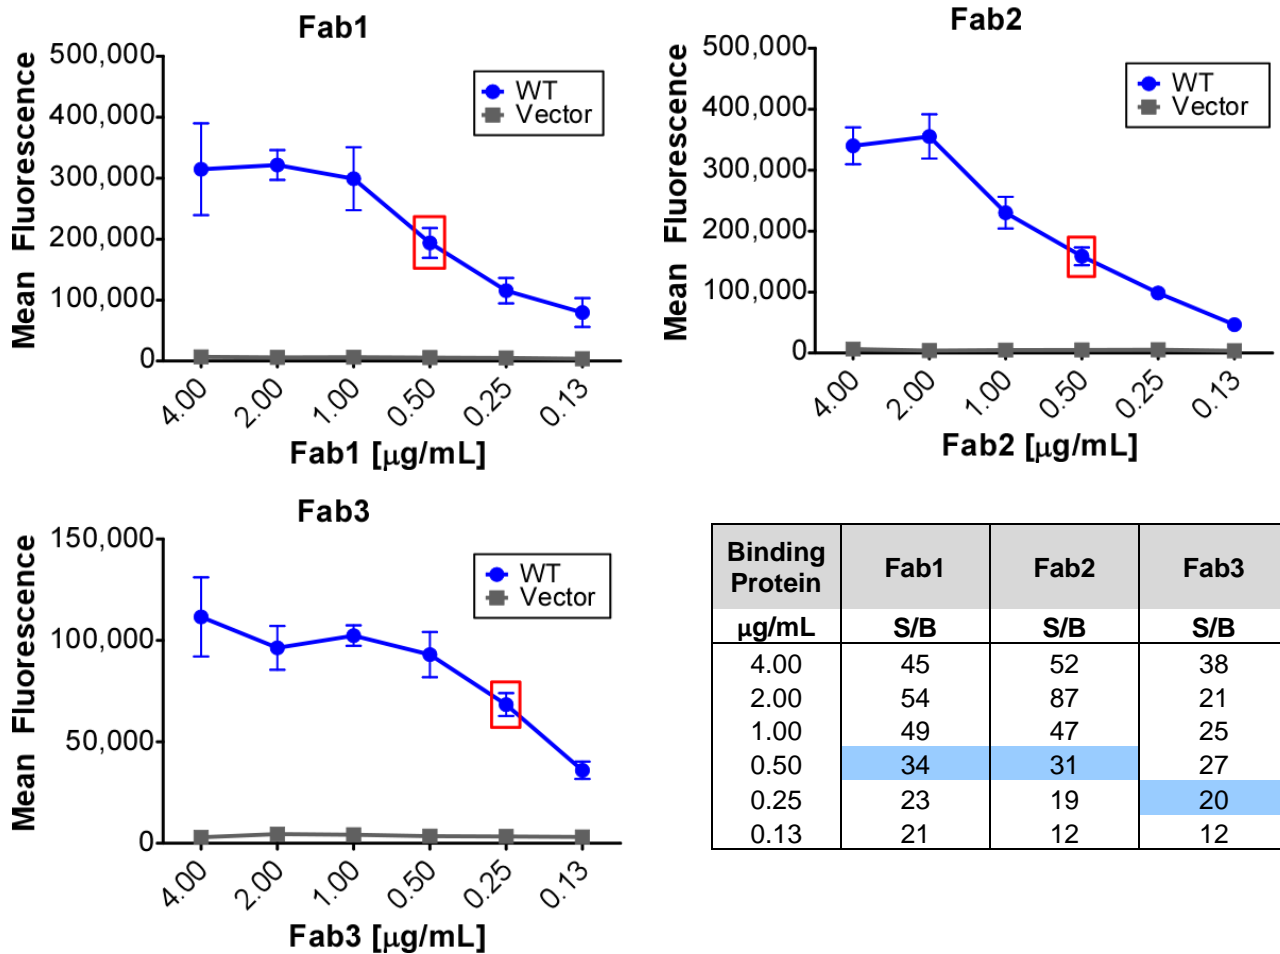 Fab1
500,000
400,000
300,000
200,000
100,000
0
Mean Fluorescence
WT
Vector
4.00 2.00 1.00 0.50 0.25 0.13
Fab1 [μg/mL]
Fab2
500,000
400,000
300,000
200,000
100,000
0
Mean Fluorescence
WT
Vector
4.00 2.00 1.00 0.50 0.25 0.13
Fab2 [μg/mL]
Fab3
150,000
100,000
50,000
0
Mean Fluorescence
WT
Vector
4.00 2.00 1.00 0.50 0.25 0.13
Fab3 [μg/mL]
Binding
Protein Fab1 Fab2 Fab3
μg/mL S/B S/B S/B
4.00 45 52 38
2.00 54 87 21
1.00 49 47 25
0.50 34 31 27
0.25 23 19 20
0.13 21 12 12